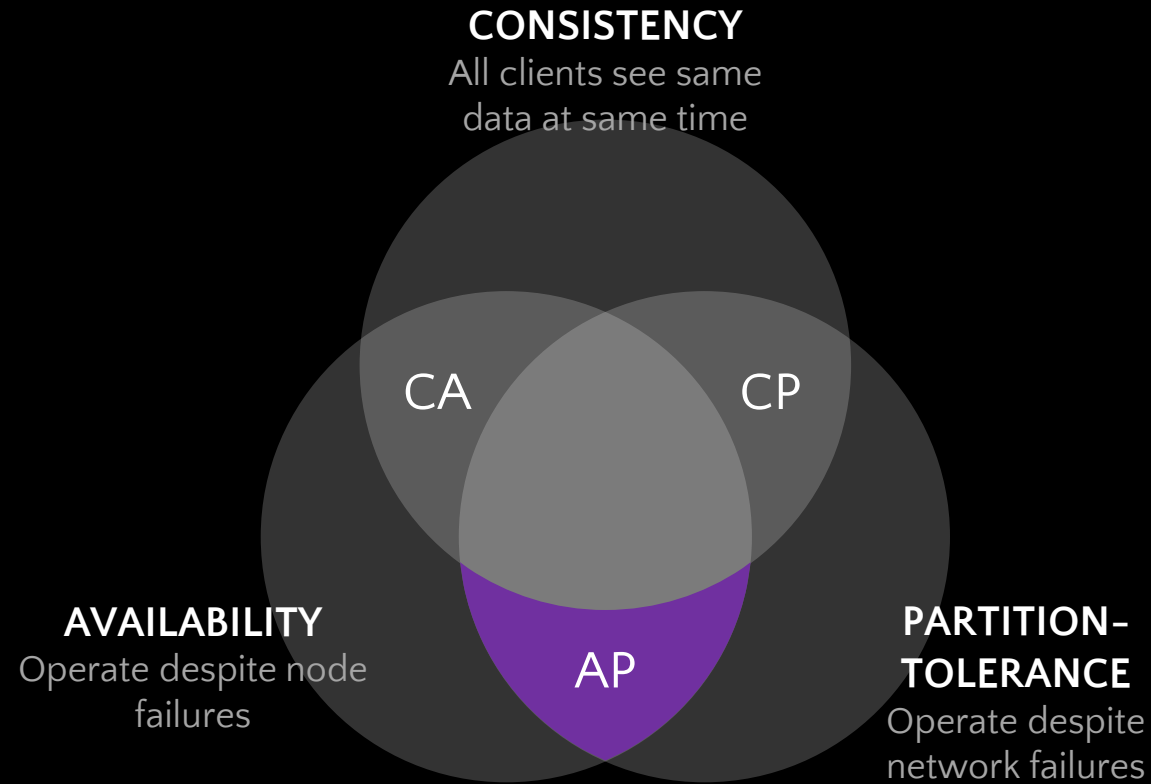 CONSISTENCY
All clients see same
data at same time
CA
CP
AVAILABILITY
Operate despite node
failures
AP
PARTITION-
TOLERANCE
Operate despite
network failures